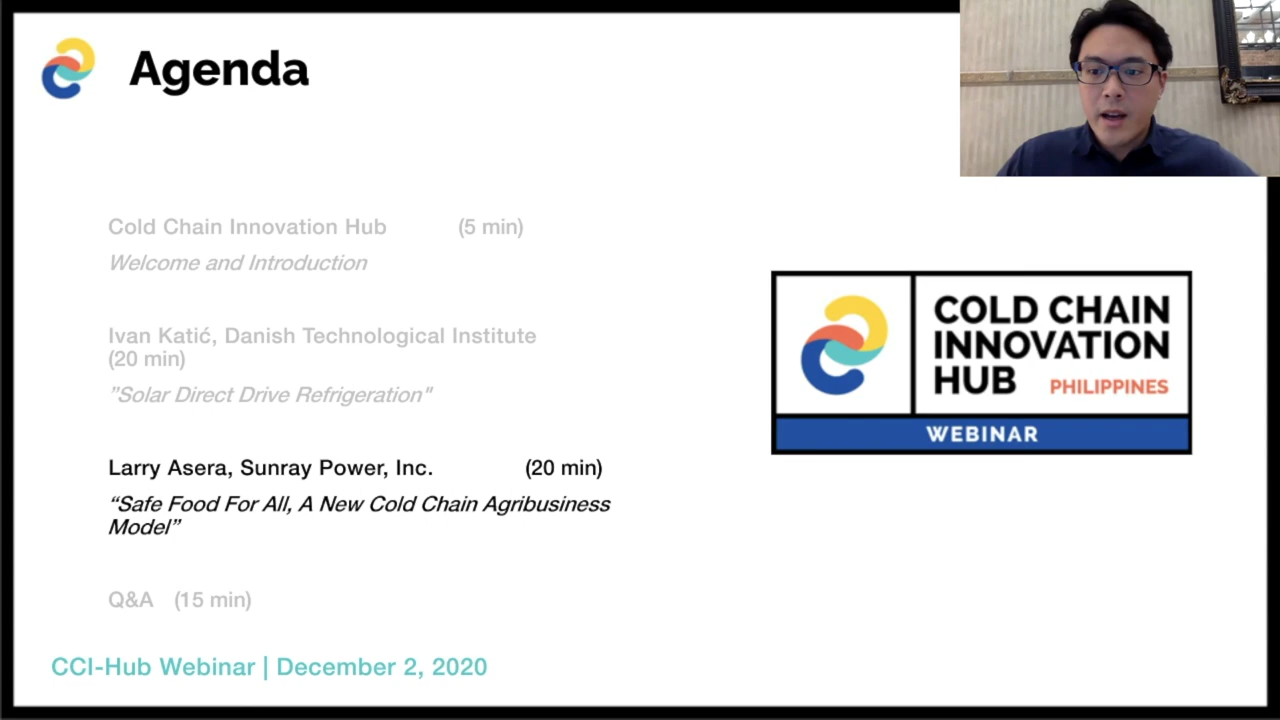 Agenda
Cold Chain Innovation Hub (5 min)
Welcome and Introduction
Ivan Katić, Danish Technological Institute
(20 min)
”Solar Direct Drive Refrigeration"
Larry Asera, Sunray Power, Inc. (20 min)
“Safe Food For All, A New Cold Chain Agribusiness
Model”
Q&A (15 min)
CCI-Hub Webinar | December 2, 2020
COLD CHAIN
INNOVATION
HUB PHILIPPINES
WEBINAR